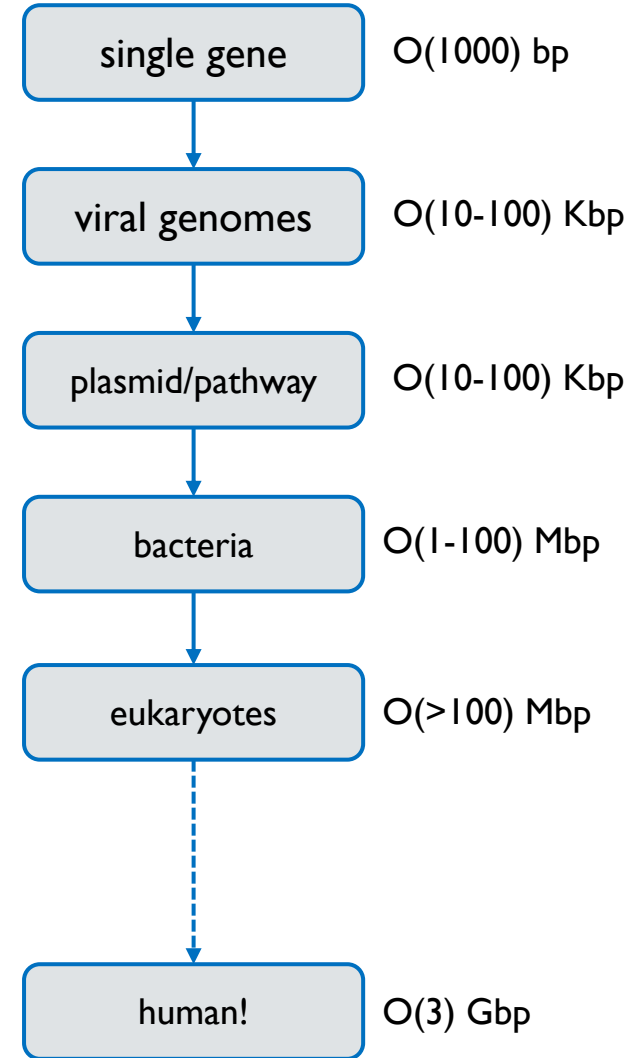 single gene O(1000) bp
viral genomes O(10-100) Kbp
plasmid/pathway O(10-100) Kbp
bacteria O(1-100) Mbp
eukaryotes O(>100) Mbp
human! O(3) Gbp